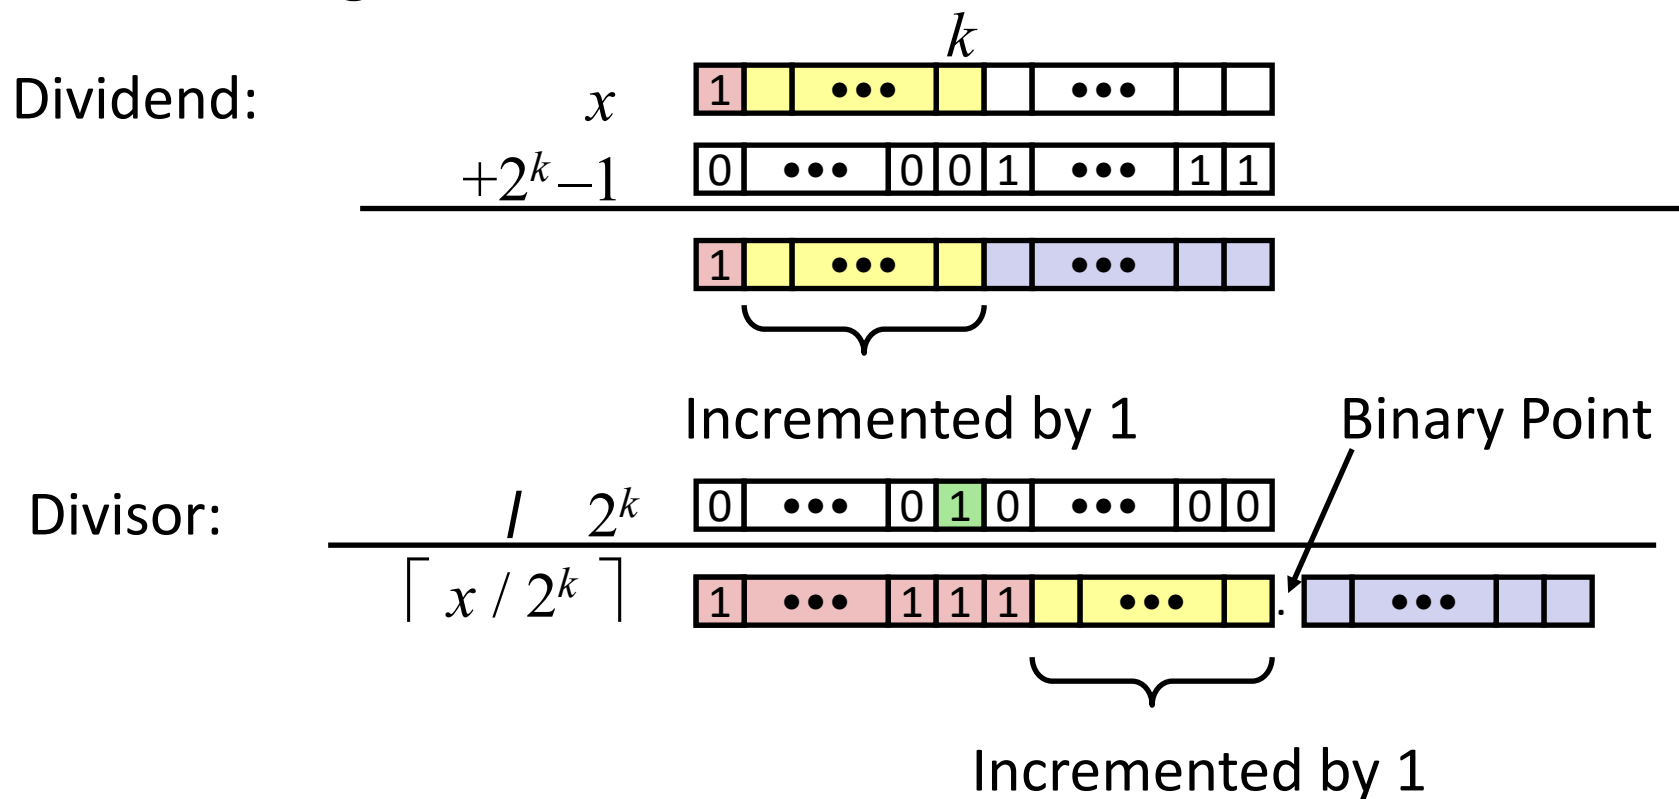 k
Dividend: x 1 ••• •••
+2^k –1 0 ••• 0 0 1 ••• 1 1
1 ••• •••
Incremented by 1 Binary Point
Divisor: / 2^k 0 ••• 0 1 0 ••• 0 0
⌈ x / 2^k ⌉ 1 ••• 1 1 1 ••• . •••
Incremented by 1